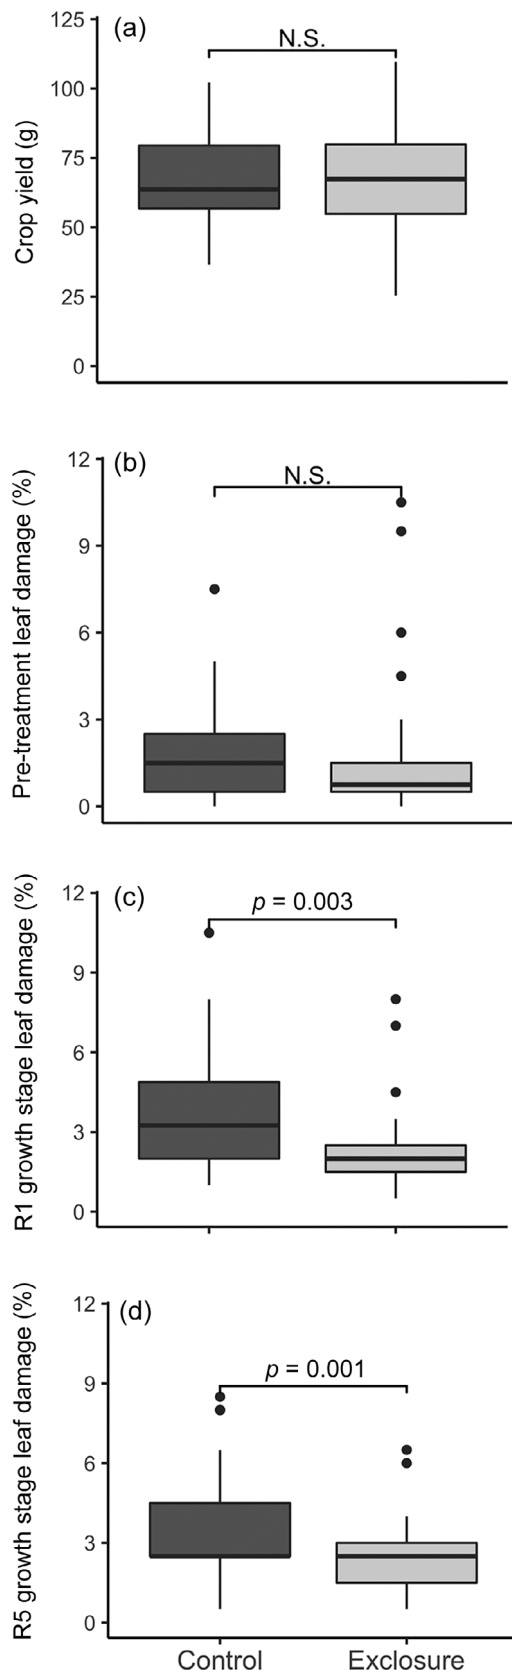 (a)
N.S.
Crop yield (g)
125
100
75
50
25
0
(b)
N.S.
Pre-treatment leaf damage (%)
12
9
6
3
0
(c)
p = 0.003
R1 growth stage leaf damage (%)
12
9
6
3
0
(d)
p = 0.001
R5 growth stage leaf damage (%)
12
9
6
3
0
Control Exclosure